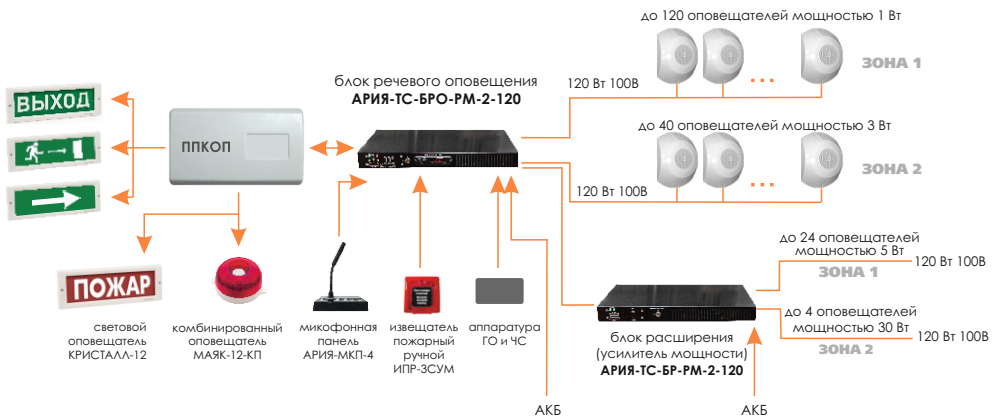 до 120 оповещателей мощностью 1 Вт
ЗОНА 1
120 Вт 100В
блок речевого оповещения
АРИЯ-ТС-БРО-РМ-2-120
ВЫХОД
ППКОП
до 40 оповещателей мощностью 3 Вт
ЗОНА 2
120 Вт 100В
ПОЖАР
световой
оповещатель
КРИСТАЛЛ-12
комбинированный
оповещатель
МАЯК-12-КП
микофонная
панель
АРИЯ-МКП-4
извещатель
пожарный
ручной
ИПР-3СУМ
аппаратура
ГО и ЧС
АКБ
до 24 оповещателей
мощностью 5 Вт
120 Вт 100В
ЗОНА 1
до 4 оповещателей
мощностью 30 Вт
120 Вт 100В
ЗОНА 2
блок расширения
(усилитель мощности)
АРИЯ-ТС-БР-РМ-2-120
АКБ